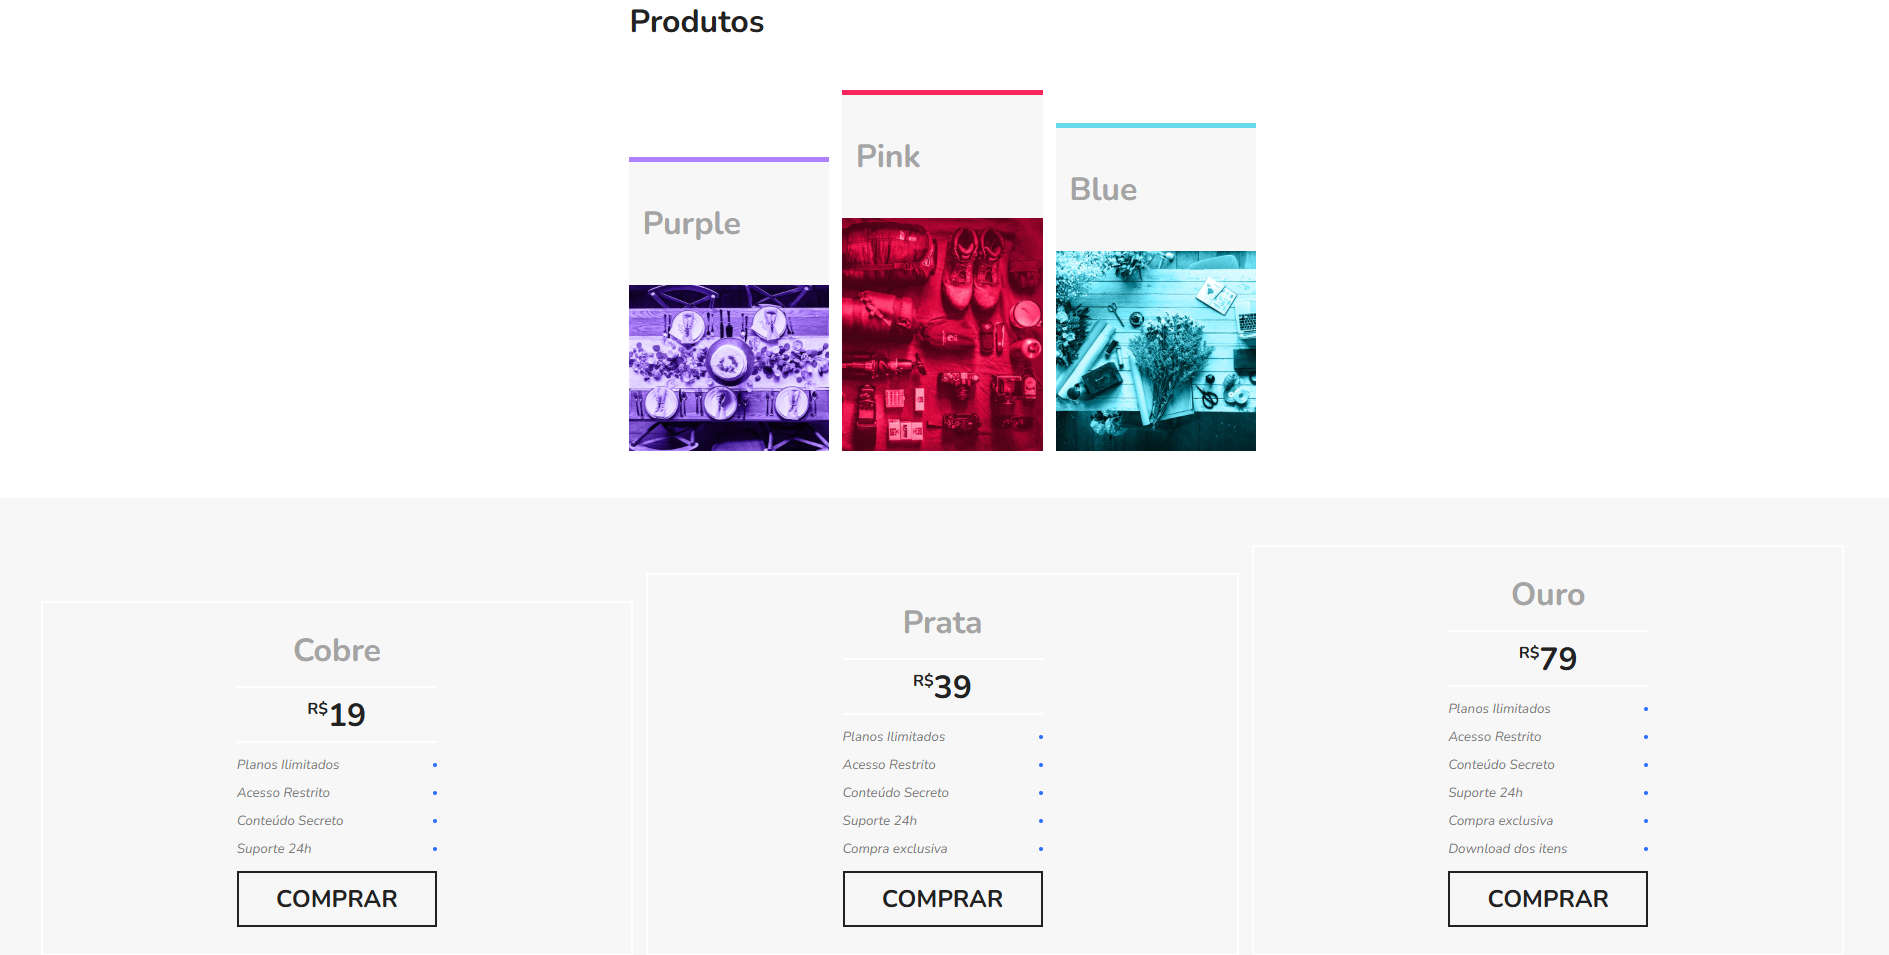 Produtos
Purple
Pink
Blue
Cobre
R$19
Planos Ilimitados
Acesso Restrito
Conteúdo Secreto
Suporte 24h
COMPRAR
Prata
R$39
Planos Ilimitados
Acesso Restrito
Conteúdo Secreto
Suporte 24h
Compra exclusiva
COMPRAR
Ouro
R$79
Planos Ilimitados
Acesso Restrito
Conteúdo Secreto
Suporte 24h
Compra exclusiva
Download dos itens
COMPRAR